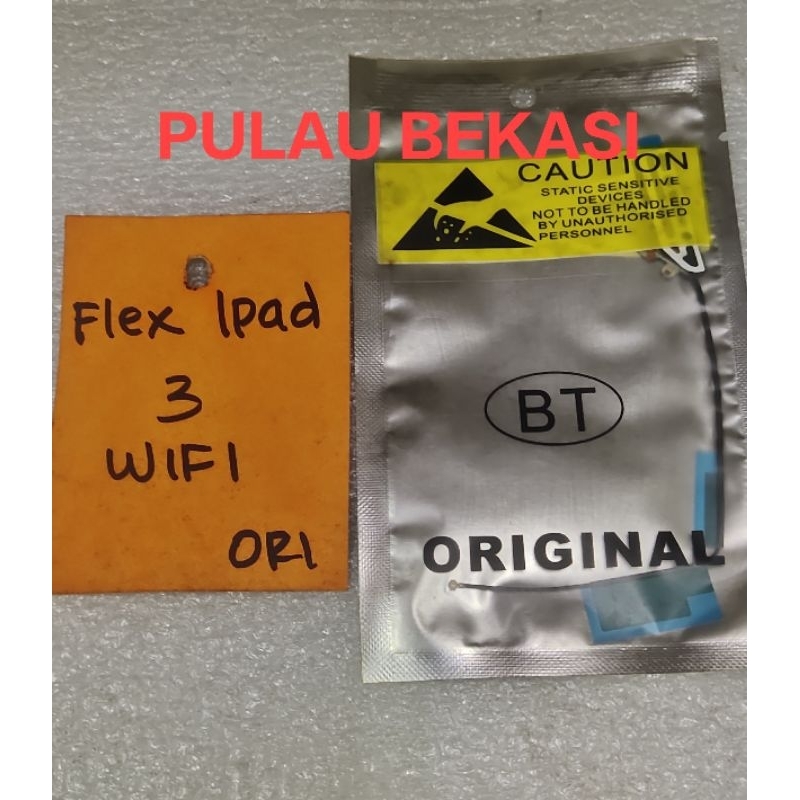 PULAU BEKASI
CAUTION
STATIC SENSITIVE
DEVICES
NOT TO BE HANDLED
BY UNAUTHORISED
PERSONNEL
Flex Ipad
3
WIFI
ORI
BT
ORIGINAL